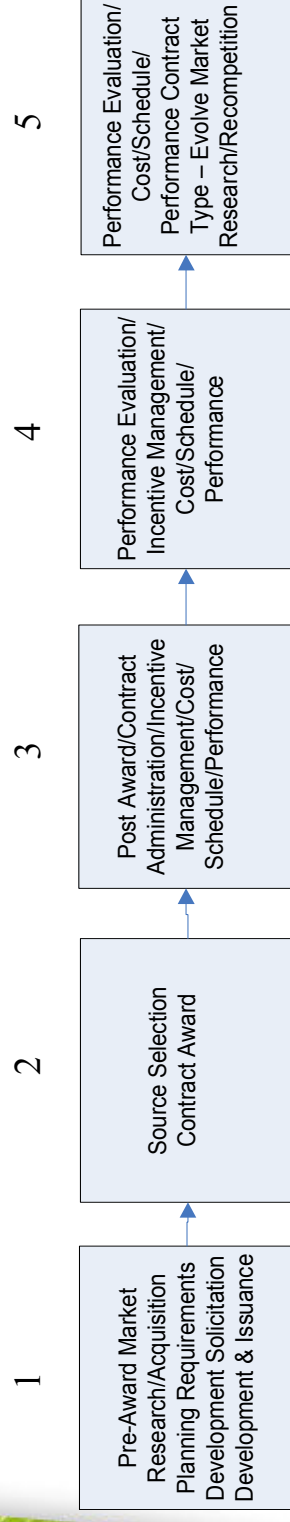 1
Pre-Award Market
Research/Acquisition
Planning Requirements
Development Solicitation
Development & Issuance
2
Source Selection
Contract Award
3
Post Award/Contract
Administration/Incentive
Management/Cost/
Schedule/Performance
4
Performance Evaluation/
Incentive Management/
Cost/Schedule/
Performance
5
Performance Evaluation/
Cost/Schedule/
Performance Contract
Type – Evolve Market
Research/Recompetition